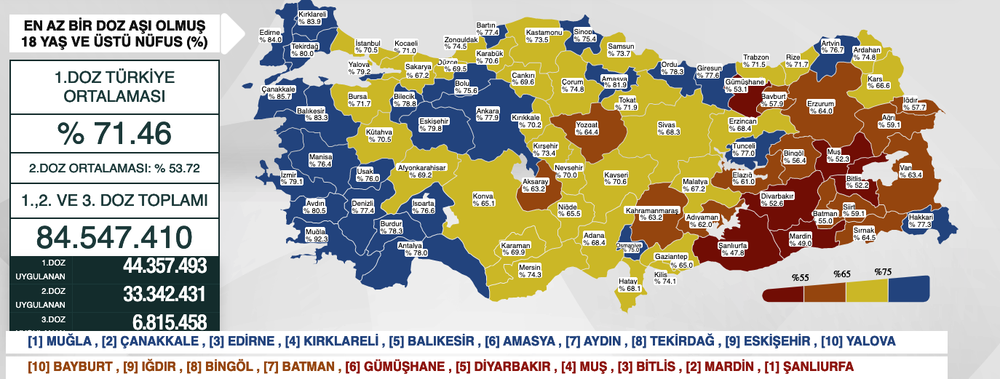 EN AZ BİR DOZ AŞI OLMUŞ
18 YAŞ VE ÜSTÜ NÜFUS (%)
1.DOZ TÜRKİYE
ORTALAMASI
% 71.46
2.DOZ ORTALAMASI: % 53.72
1.,2. VE 3. DOZ TOPLAMI
84.547.410
1.DOZ
UYGULANAN
44.357.493
2.DOZ
UYGULANAN
33.342.431
3.DOZ
6.815.458
Kırklareli
% 83.9
Edirne
% 84.0
Tekirdağ
% 80.0
İstanbul
% 70.5
Kocaeli
% 71.0
Yalova
% 79.2
Sakarya
% 67.2
Düzce
% 69.5
Zonguldak
% 74.5
Bartın
% 77.4
Karabük
% 70.6
Kastamonu
% 73.5
Sinop
% 75.4
Samsun
% 73.7
Çankırı
% 69.6
Çorum
% 74.8
Amasya
% 81.9
Tokat
% 71.9
Ordu
% 78.3
Giresun
% 77.6
Trabzon
% 71.5
Rize
% 71.7
Artvin
% 76.7
Ardahan
% 74.8
Kars
% 66.6
Gümüşhane
% 53.1
Bayburt
% 57.9
Erzurum
% 64.0
Iğdır
% 57.7
Ağrı
% 59.1
Çanakkale
% 85.7
Balıkesir
% 83.3
Bursa
% 71.7
Bilecik
% 78.8
Bolu
% 75.6
Eskişehir
% 79.8
Ankara
% 77.9
Kırıkkale
% 70.2
Yozgat
% 64.4
Sivas
% 68.3
Erzincan
% 68.4
Tunceli
% 77.0
Bingöl
% 56.4
Muş
% 52.3
Bitlis
% 52.2
Van
% 63.4
Kütahya
% 70.5
Manisa
% 76.4
İzmir
% 79.1
Uşak
% 76.0
Afyonkarahisar
% 69.2
Kırşehir
% 73.4
Nevşehir
% 70.0
Aksaray
% 63.2
Kayseri
% 70.6
Malatya
% 67.2
Elazığ
% 61.0
Diyarbakır
% 52.6
Batman
55.0
Siirt
% 59.1
Şırnak
% 64.5
Hakkari
% 77.3
Aydın
% 80.5
Denizli
% 77.4
Isparta
% 76.6
Burdur
% 78.3
Muğla
% 92.3
Antalya
% 78.0
Konya
% 65.1
Karaman
% 69.9
Mersin
% 74.3
Niğde
% 65.5
Adana
% 68.4
Kahramanmaraş
% 63.2
Adıyaman
% 62.0
Osmaniye
% 75.0
Gaziantep
% 65.0
Kilis
% 74.1
Hatay
% 68.1
Şanlıurfa
% 47.8
Mardin
% 49.0
%55
%65
%75
[1] MUĞLA , [2] ÇANAKKALE , [3] EDİRNE , [4] KIRKLARELİ , [5] BALIKESİR , [6] AMASYA , [7] AYDIN , [8] TEKİRDAĞ , [9] ESKİŞEHİR , [10] YALOVA
[10] BAYBURT , [9] IĞDIR , [8] BİNGÖL , [7] BATMAN , [6] GÜMÜŞHANE , [5] DİYARBAKIR , [4] MUŞ , [3] BİTLİS , [2] MARDİN , [1] ŞANLIURFA